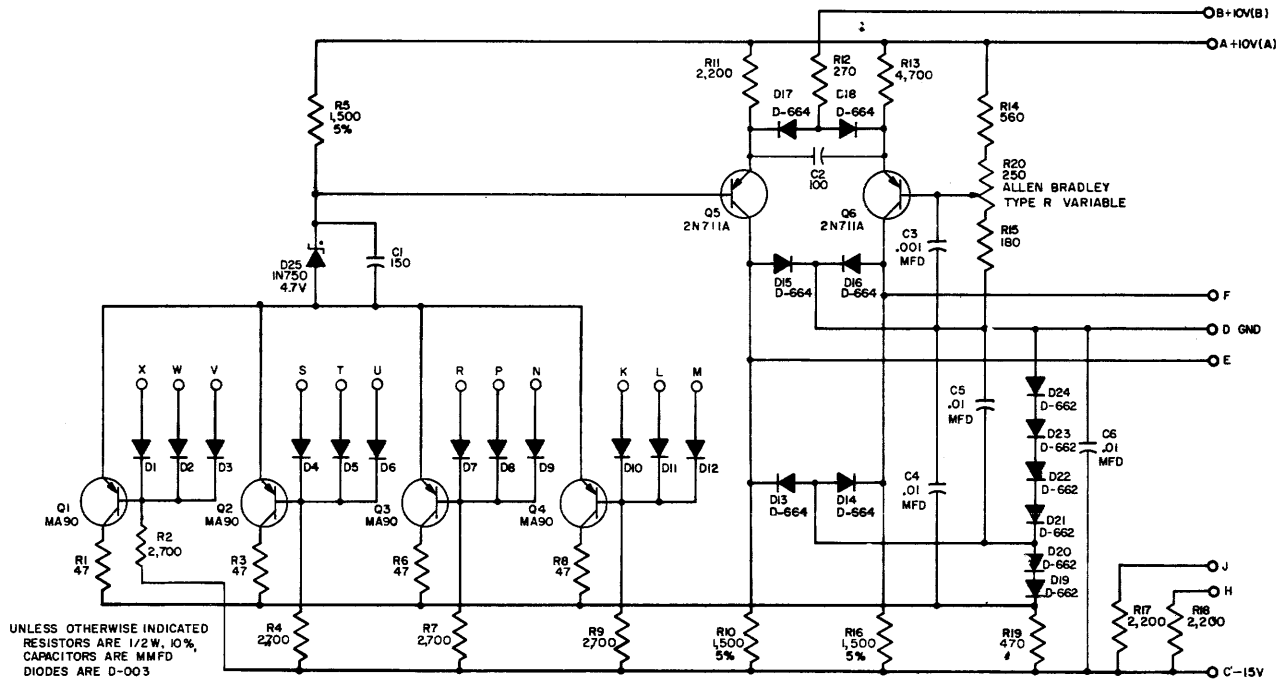 B+10V(B)
A+10V(A)
R11
2,200
R12
270
R13
4,700
D17
D-664
D18
D-664
R5
1,500
5%
R14
560
R20
250
ALLEN BRADLEY
TYPE R VARIABLE
C2
100
Q5
2N711A
Q6
2N711A
R15
180
C3
.001
MFD
D25
1N750
4.7V
C1
150
D15
D-664
D16
D-664
F
D GND
E
X
W
V
S
T
U
R
P
N
K
L
M
C5
.01
MFD
D24
D-662
D23
D-662
C6
.01
MFD
D1
D2
D3
D4
D5
D6
D7
D8
D9
D10
D11
D12
D22
D-662
C4
.01
MFD
D13
D-664
D14
D-664
Q1
MA90
Q2
MA90
Q3
MA90
Q4
MA90
D21
D-662
R2
2,700
R1
47
R3
47
R6
47
R8
47
D20
D-662
D19
D-662
J
H
R4
2,700
R7
2,700
R9
2,700
R10
1,500
5%
R16
1,500
5%
R19
470
R17
2,200
R18
2,200
C-15V
UNLESS OTHERWISE INDICATED
RESISTORS ARE 1/2W, 10%,
CAPACITORS ARE MMFD
DIODES ARE D-003